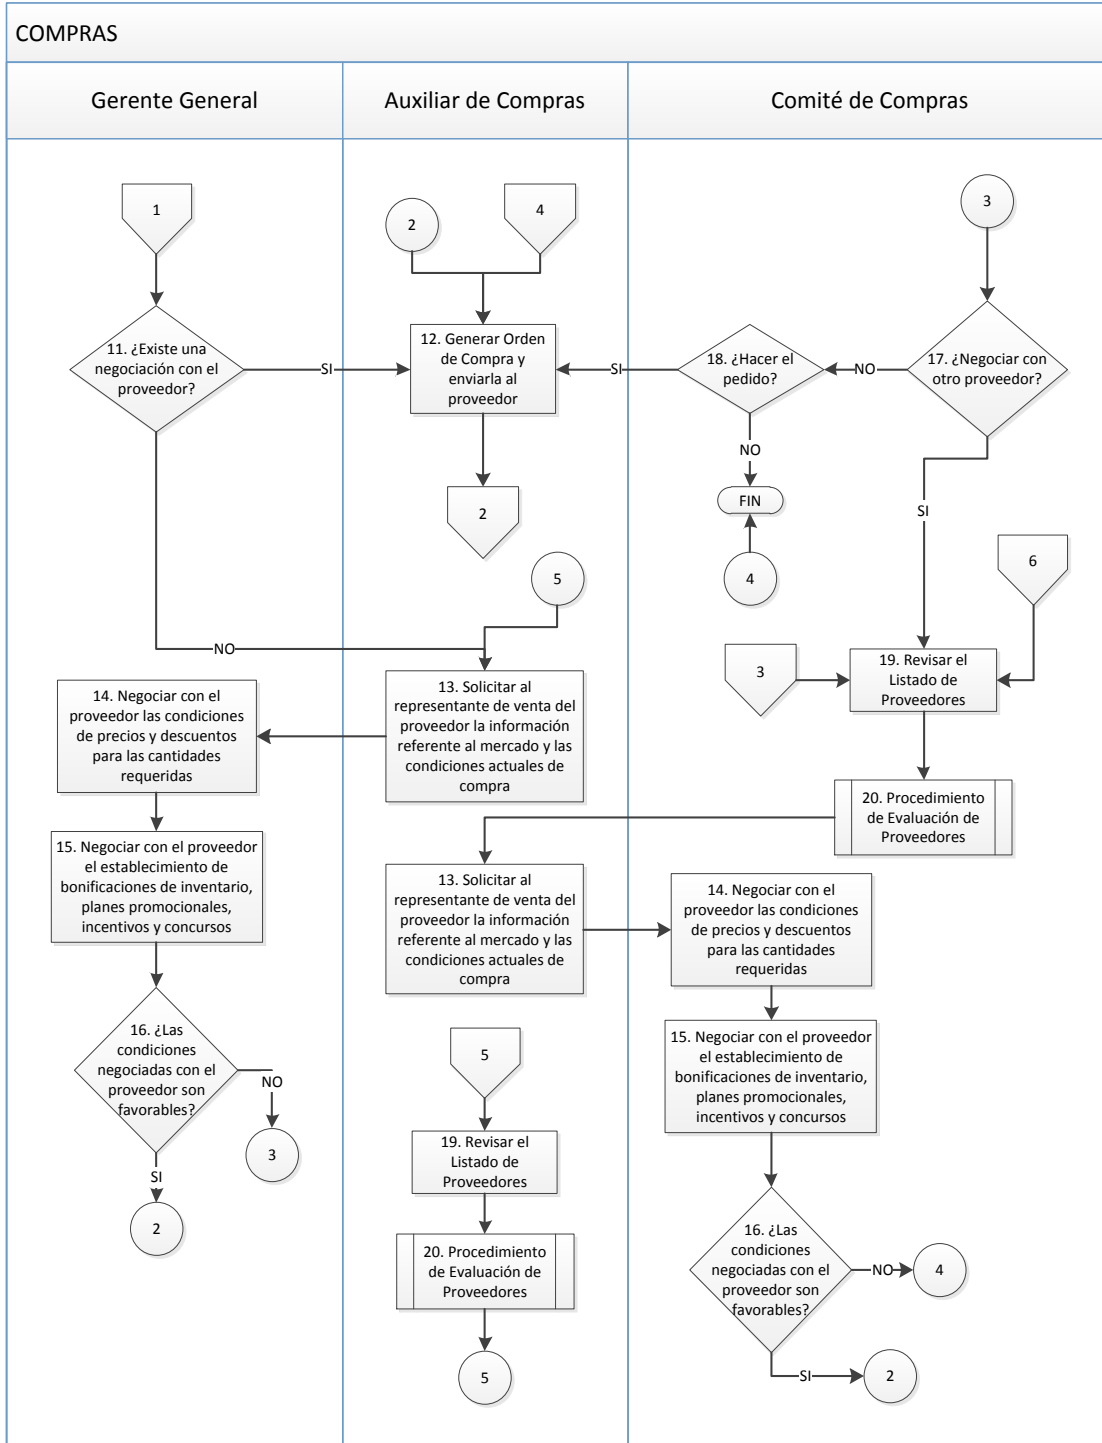 COMPRAS
Gerente General
Auxiliar de Compras
Comité de Compras
1
2
4
3
11. ¿Existe una
negociación con el
proveedor?
SI
12. Generar Orden
de Compra y
enviarla al
proveedor
SI
18. ¿Hacer el
pedido?
NO
17. ¿Negociar con
otro proveedor?
NO
FIN
SI
2
5
4
6
NO
3
19. Revisar el
Listado de
Proveedores
14. Negociar con el
proveedor las condiciones
de precios y descuentos
para las cantidades
requeridas
13. Solicitar al
representante de venta del
proveedor la información
referente al mercado y las
condiciones actuales de
compra
20. Procedimiento
de Evaluación de
Proveedores
15. Negociar con el proveedor
el establecimiento de
bonificaciones de inventario,
planes promocionales,
incentivos y concursos
13. Solicitar al
representante de venta del
proveedor la información
referente al mercado y las
condiciones actuales de
compra
14. Negociar con el
proveedor las condiciones
de precios y descuentos
para las cantidades
requeridas
16. ¿Las
condiciones
negociadas con el
proveedor son
favorables?
NO
3
SI
2
5
19. Revisar el
Listado de
Proveedores
20. Procedimiento
de Evaluación de
Proveedores
5
15. Negociar con el proveedor
el establecimiento de
bonificaciones de inventario,
planes promocionales,
incentivos y concursos
16. ¿Las
condiciones
negociadas con el
proveedor son
favorables?
NO
4
SI
2